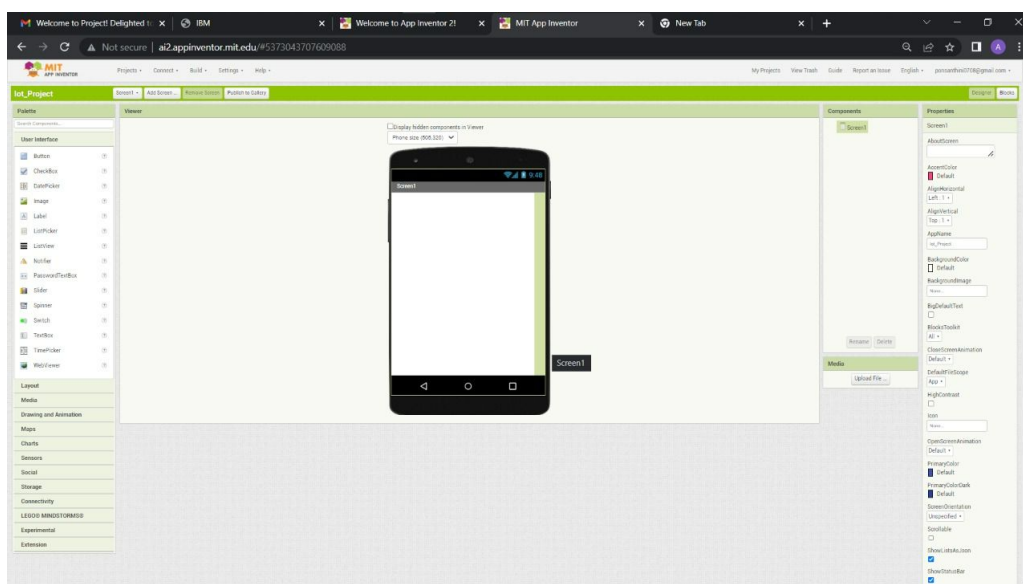 Welcome to Project! Delighted t
IBM
Welcome to App Inventor 2!
MIT App Inventor
New Tab
Not secure
ai2.appinventor.mit.edu/#5373043707609088
A
MIT
APP INVENTOR
Projects
Connect
Build
Settings
Help
My Projects
View Trash
Guide
Report an Issue
English
Iot_Project
Screen1
Add Screen ...
Remove Screen
Publish to Gallery
Designer
Blocks
Palette
Search Components...
User Interface
Button
CheckBox
DatePicker
Image
Label
ListPicker
ListView
Notifier
PasswordTextBox
Slider
Spinner
Switch
TextBox
TimePicker
WebViewer
Layout
Media
Drawing and Animation
Maps
Charts
Sensors
Social
Storage
Connectivity
LEGO® MINDSTORMS®
Experimental
Extension
Viewer
Display hidden components in Viewer
Phone size (505,320)
9:48
Screen1
Screen1
Components
Screen1
Rename
Delete
Media
Upload File ...
Properties
Screen1
AboutScreen
AccentColor
Default
AlignHorizontal
Left : 1
AlignVertical
Top : 1
AppName
Iot_Project
BackgroundColor
Default
BackgroundImage
None...
BigDefaultText
BlocksToolkit
All
CloseScreenAnimation
Default
DefaultFileScope
App
HighContrast
Icon
None...
OpenScreenAnimation
Default
PrimaryColor
Default
PrimaryColorDark
Default
ScreenOrientation
Unspecified
Scrollable
ShowListsAsJson
ShowStatusBar